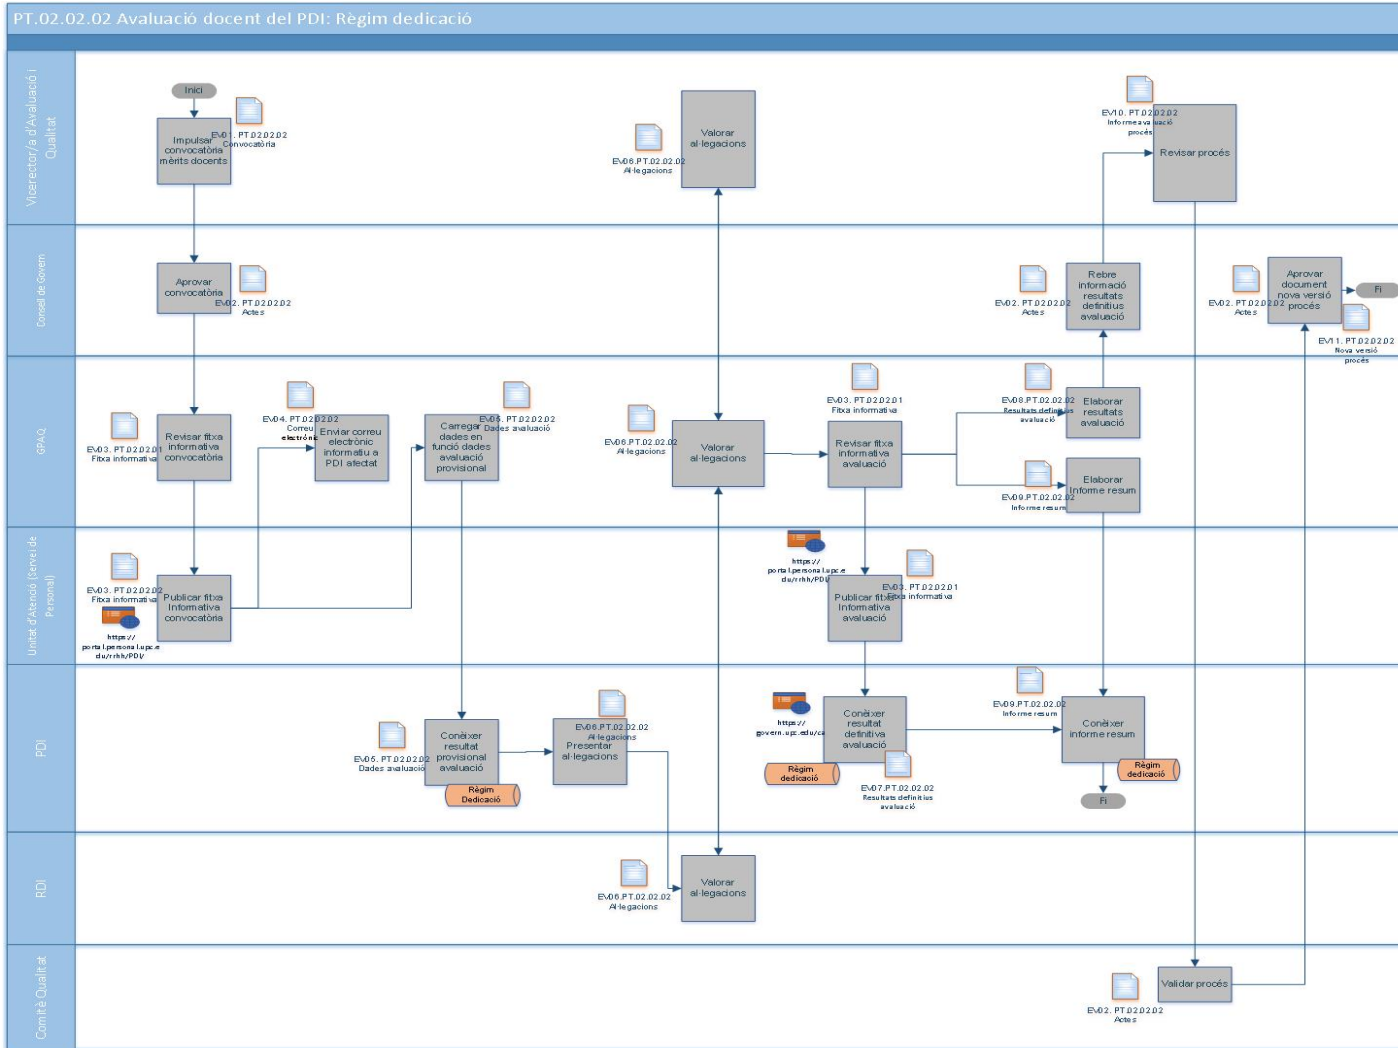 PT.02.02.02 Avaluació docent del PDI: Règim dedicació
Vicerector/a d'Avaluació i
Qualitat
Inici
Impulsar
convocatòria
mèrits docents
EV01. PT.02.02.02
Convocatòria
EV06.PT.02.02.02
Al·legacions
Valorar
al·legacions
EV10. PT.02.02.02
Informe avaluació
procés
Revisar procés
Consell de Govern
Aprovar
convocatòria
EV02. PT.02.02.02
Actes
EV02. PT.02.02.02
Actes
Rebre
informació
resultats
definitius
avaluació
EV02. PT.02.02.02
Actes
Aprovar
document
nova versió
procés
Fi
EV11. PT.02.02.02
Nova versió
procés
GPAQ
EV03. PT.02.02.01
Fitxa informativa
Revisar fitxa
informativa
convocatòria
EV04. PT.02.02.02
Correu
electrònic
Enviar correu
electrònic
informatiu a
PDI afectat
Carregar
dades en
funció dades
avaluació
provisional
EV05. PT.02.02.02
Dades avaluació
EV06.PT.02.02.02
Al·legacions
Valorar
al·legacions
EV03. PT.02.02.01
Fitxa informativa
Revisar fitxa
informativa
avaluació
EV08.PT.02.02.02
Resultats definitius
avaluació
Elaborar
resultats
avaluació
EV09.PT.02.02.02
Informe resum
Elaborar
Informe resum
Unitat d'Atenció (Servei de
Personal)
EV03. PT.02.02.02
Fitxa informativa
https://
portal.personal.upc.e
du/rrhh/PDI/
Publicar fitxa
Informativa
convocatòria
https://
portal.personal.upc.e
du/rrhh/PDI/
Publicar fitxa
Informativa
avaluació
EV03. PT.02.02.01
Fitxa informativa
PDI
EV05. PT.02.02.02
Dades avaluació
Conèixer
resultat
provisional
avaluació
Règim
Dedicació
EV06.PT.02.02.02
Al·legacions
Presentar
al·legacions
https://
govern.upc.edu/ca
Conèixer
resultat
definitiva
avaluació
Règim
dedicació
EV07.PT.02.02.02
Resultats definitius
avaluació
EV09.PT.02.02.02
Informe resum
Conèixer
informe resum
Règim
dedicació
Fi
RDI
EV06.PT.02.02.02
Al·legacions
Valorar
al·legacions
Comitè Qualitat
EV02. PT.02.02.02
Actes
Validar procés